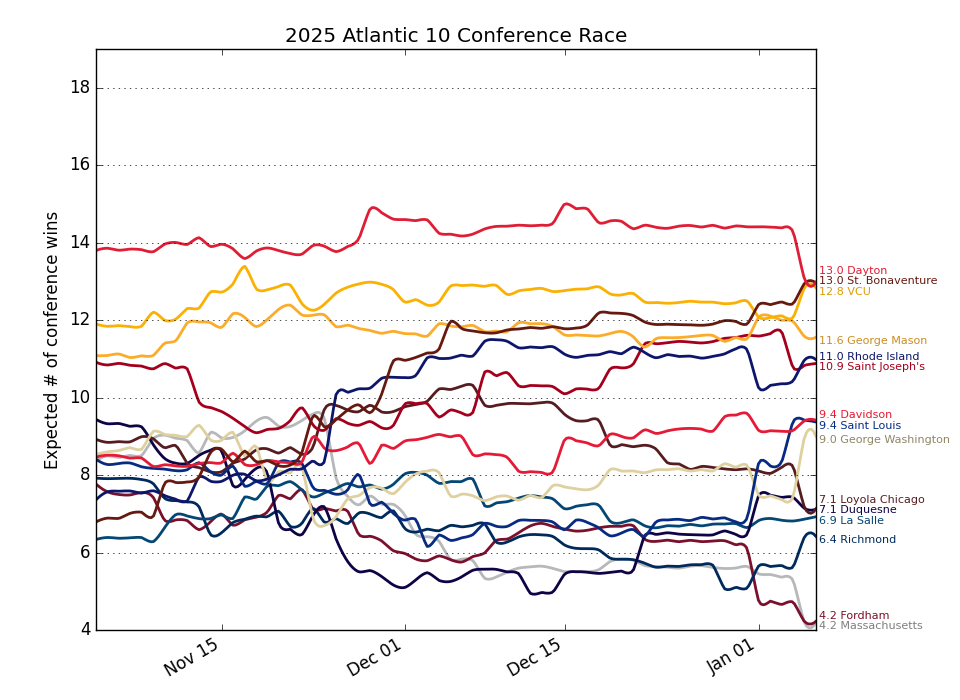 2025 Atlantic 10 Conference Race
Expected # of conference wins
18
16
14
12
10
8
6
4
Nov 15
Dec 01
Dec 15
Jan 01
13.0 Dayton
13.0 St. Bonaventure
12.8 VCU
11.6 George Mason
11.0 Rhode Island
10.9 Saint Joseph's
9.4 Davidson
9.4 Saint Louis
9.0 George Washington
7.1 Loyola Chicago
7.1 Duquesne
6.9 La Salle
6.4 Richmond
4.2 Fordham
4.2 Massachusetts